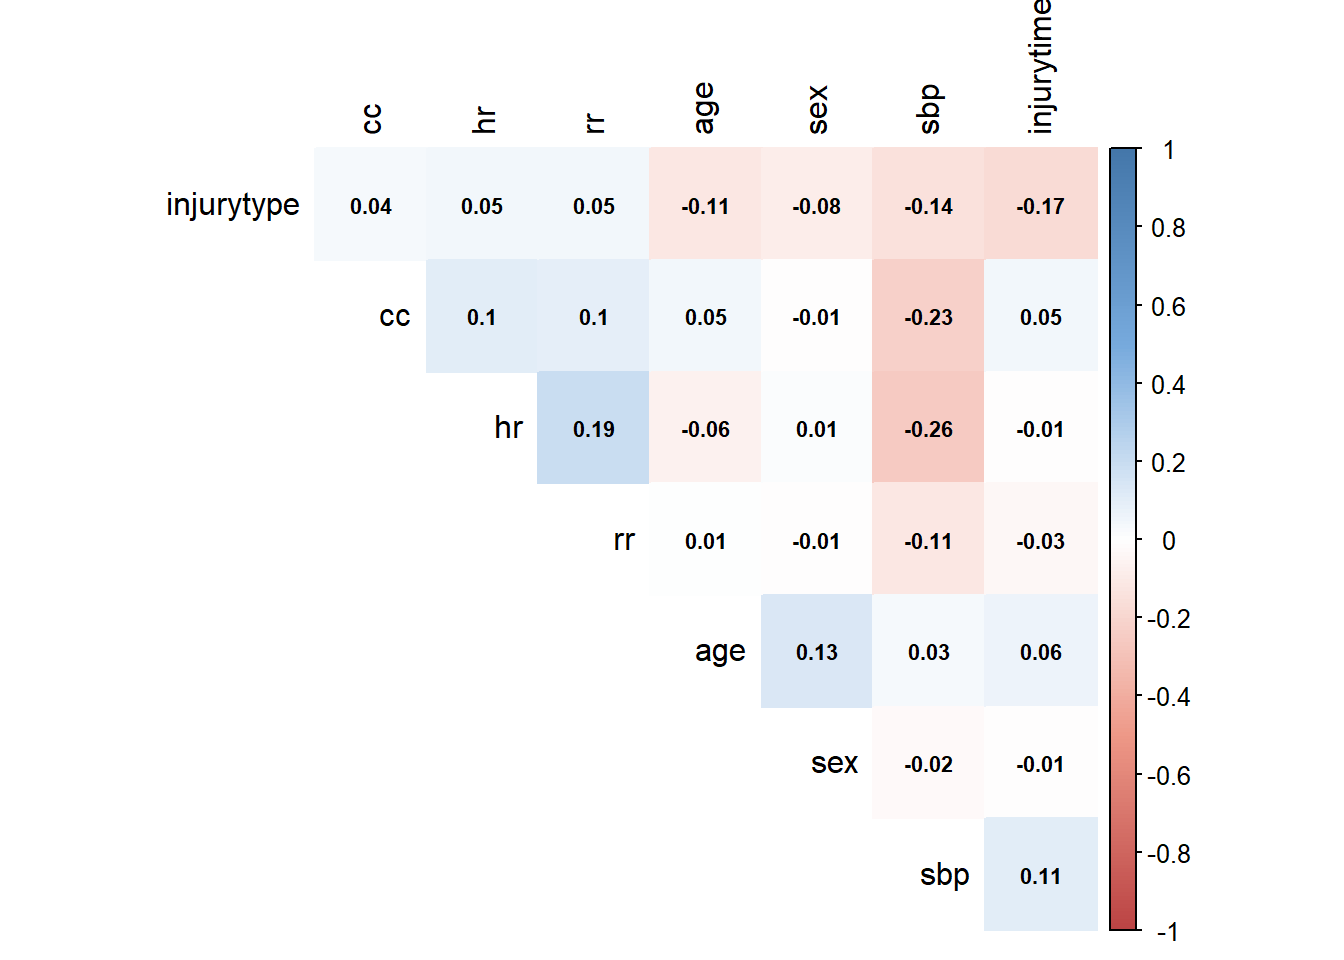 cc hr rr age sex sbp injurytime
injurytype 0.04 0.05 0.05 -0.11 -0.08 -0.14 -0.17
cc 0.1 0.1 0.05 -0.01 -0.23 0.05
hr 0.19 -0.06 0.01 -0.26 -0.01
rr 0.01 -0.01 -0.11 -0.03
age 0.13 0.03 0.06
sex -0.02 -0.01
sbp 0.11
1
0.8
0.6
0.4
0.2
0
-0.2
-0.4
-0.6
-0.8
-1